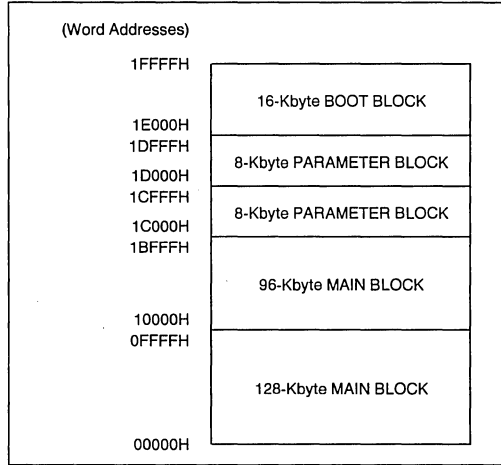 (Word Addresses)
1FFFFH
16-Kbyte BOOT BLOCK
1E000H
1DFFFH
8-Kbyte PARAMETER BLOCK
1D000H
1CFFFH
8-Kbyte PARAMETER BLOCK
1C000H
1BFFFH
96-Kbyte MAIN BLOCK
10000H
0FFFFH
128-Kbyte MAIN BLOCK
00000H